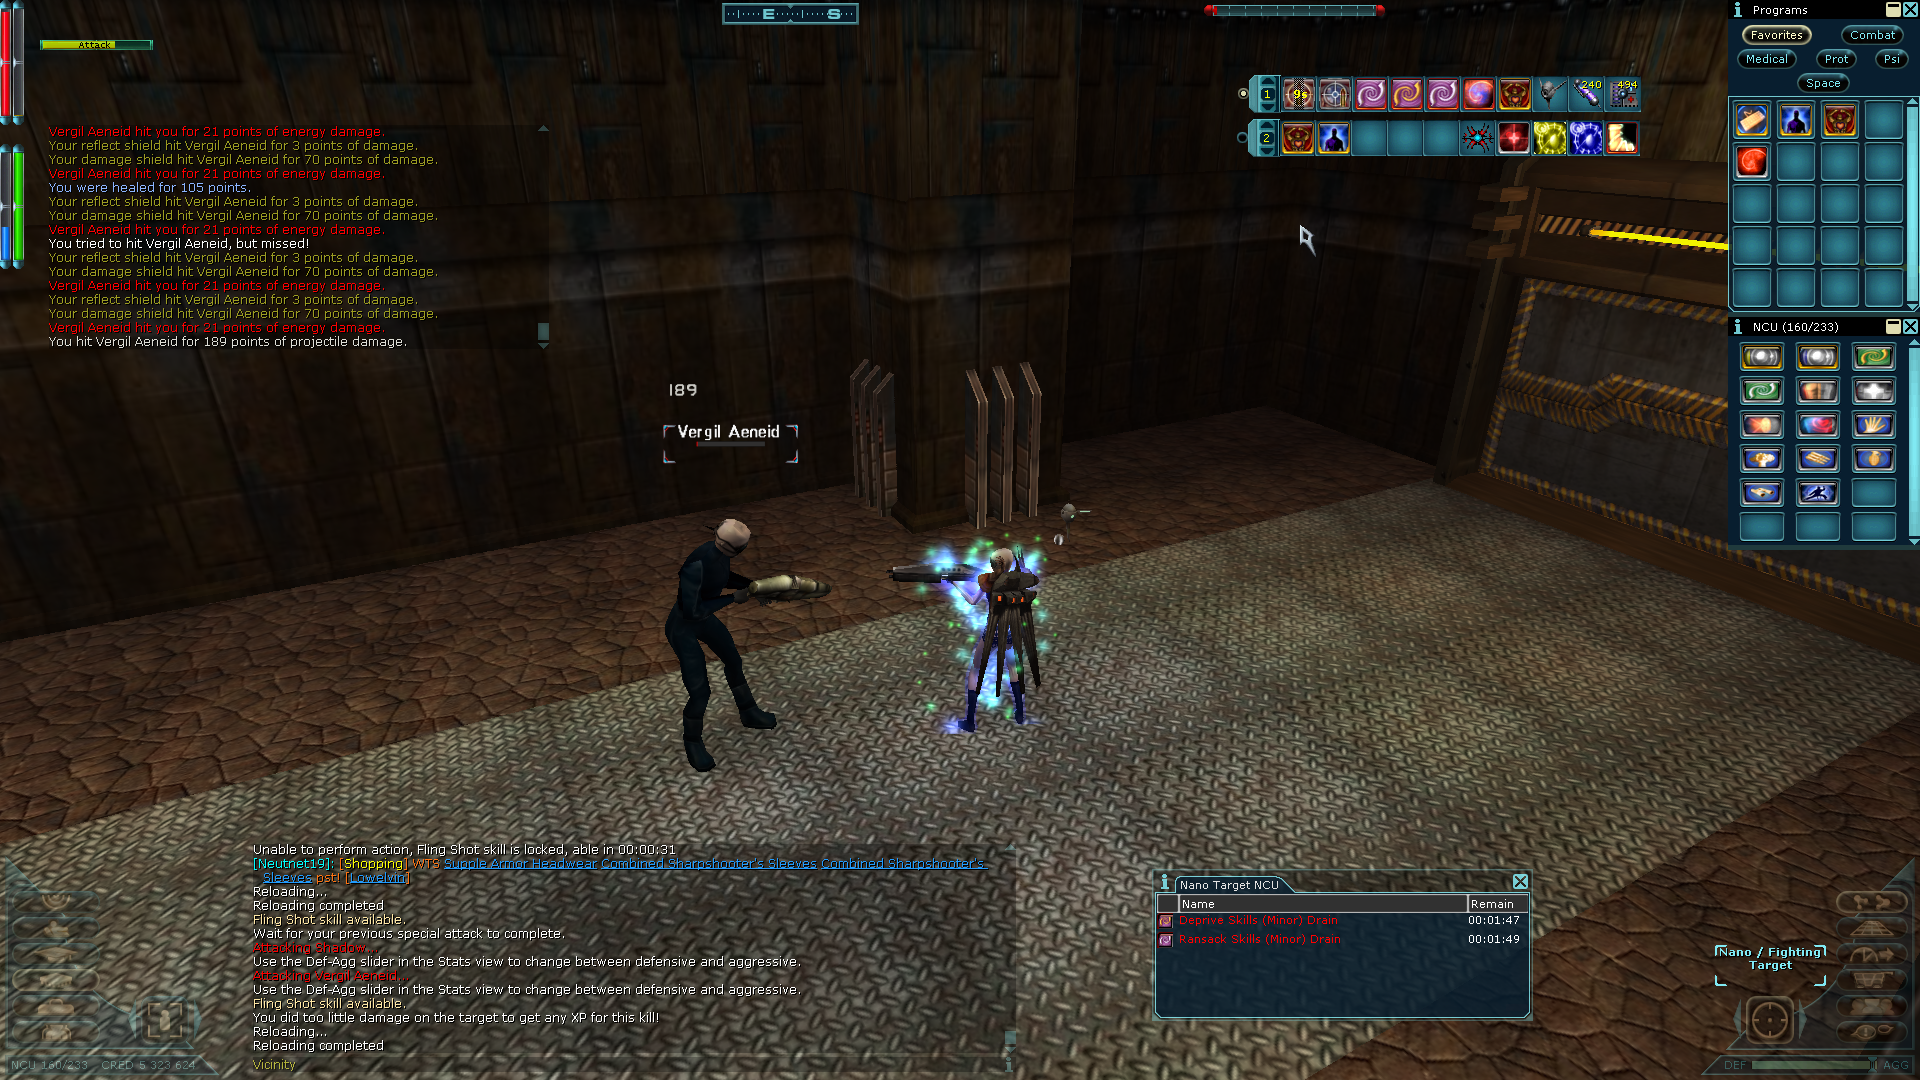 E S
Attack
Vergil Aeneid hit you for 21 points of energy damage.
Your reflect shield hit Vergil Aeneid for 3 points of damage.
Your damage shield hit Vergil Aeneid for 70 points of damage.
Vergil Aeneid hit you for 21 points of energy damage.
You were healed for 105 points.
Your reflect shield hit Vergil Aeneid for 3 points of damage.
Your damage shield hit Vergil Aeneid for 70 points of damage.
Vergil Aeneid hit you for 21 points of energy damage.
You tried to hit Vergil Aeneid, but missed!
Your reflect shield hit Vergil Aeneid for 3 points of damage.
Your damage shield hit Vergil Aeneid for 70 points of damage.
Vergil Aeneid hit you for 21 points of energy damage.
Your reflect shield hit Vergil Aeneid for 3 points of damage.
Your damage shield hit Vergil Aeneid for 70 points of damage.
Vergil Aeneid hit you for 21 points of energy damage.
You hit Vergil Aeneid for 189 points of projectile damage.
1 9s 240 494
2
Programs
Favorites Combat
Medical Prot Psi
Space
NCU (160/233)
189
Vergil Aeneid
Unable to perform action, Fling Shot skill is locked, able in 00:00:31
[Neutnet19]: [Shopping] WTS Supple Armor Headwear Combined Sharpshooter's Sleeves Combined Sharpshooter's
Sleeves pst! [Lowelvin]
Reloading...
Reloading completed
Fling Shot skill available.
Wait for your previous special attack to complete.
Attacking Shadow...
Use the Def-Agg slider in the Stats view to change between defensive and aggressive.
Attacking Vergil Aeneid...
Use the Def-Agg slider in the Stats view to change between defensive and aggressive.
Fling Shot skill available.
You did too little damage on the target to get any XP for this kill!
Reloading...
Reloading completed
Vicinity
NCU 160/233 CRED 5 323 624
Nano Target NCU
Name Remain
Deprive Skills (Minor) Drain 00:01:47
Ransack Skills (Minor) Drain 00:01:49
Nano / Fighting
Target
DEF AGG